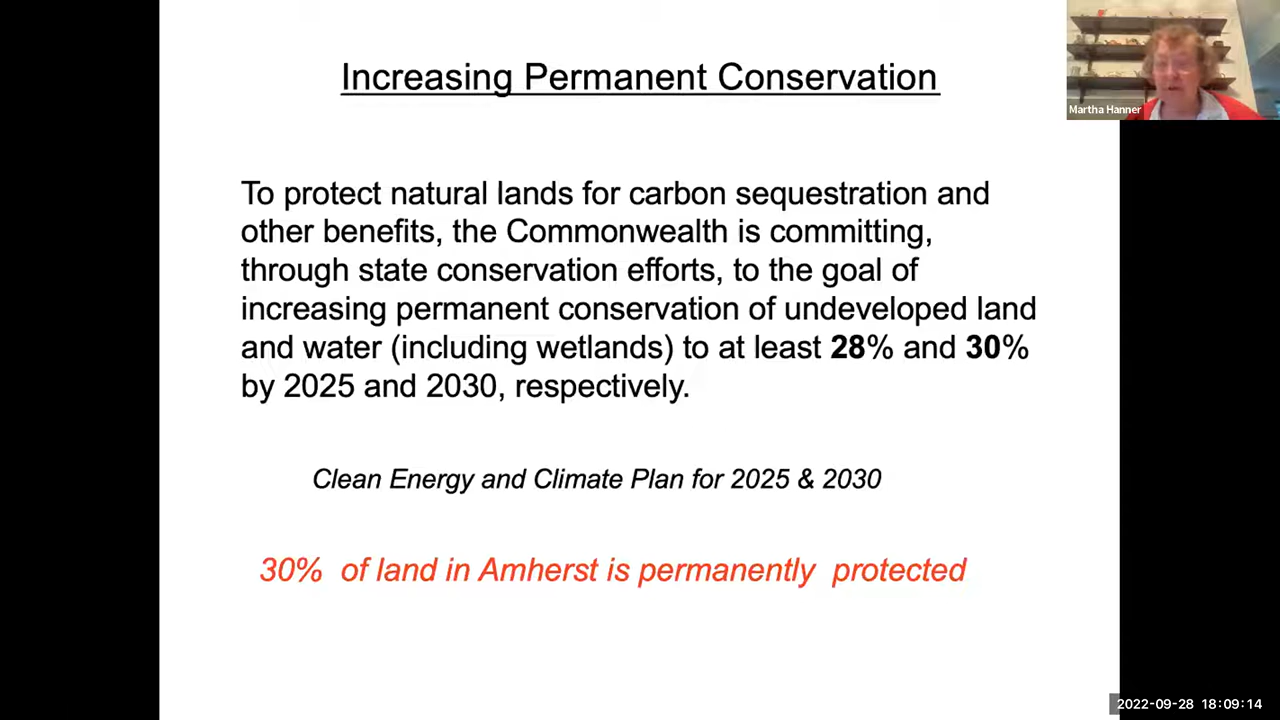 Increasing Permanent Conservation
Martha Hanner
To protect natural lands for carbon sequestration and
other benefits, the Commonwealth is committing,
through state conservation efforts, to the goal of
increasing permanent conservation of undeveloped land
and water (including wetlands) to at least 28% and 30%
by 2025 and 2030, respectively.
Clean Energy and Climate Plan for 2025 & 2030
30% of land in Amherst is permanently protected
2022-09-28 18:09:14